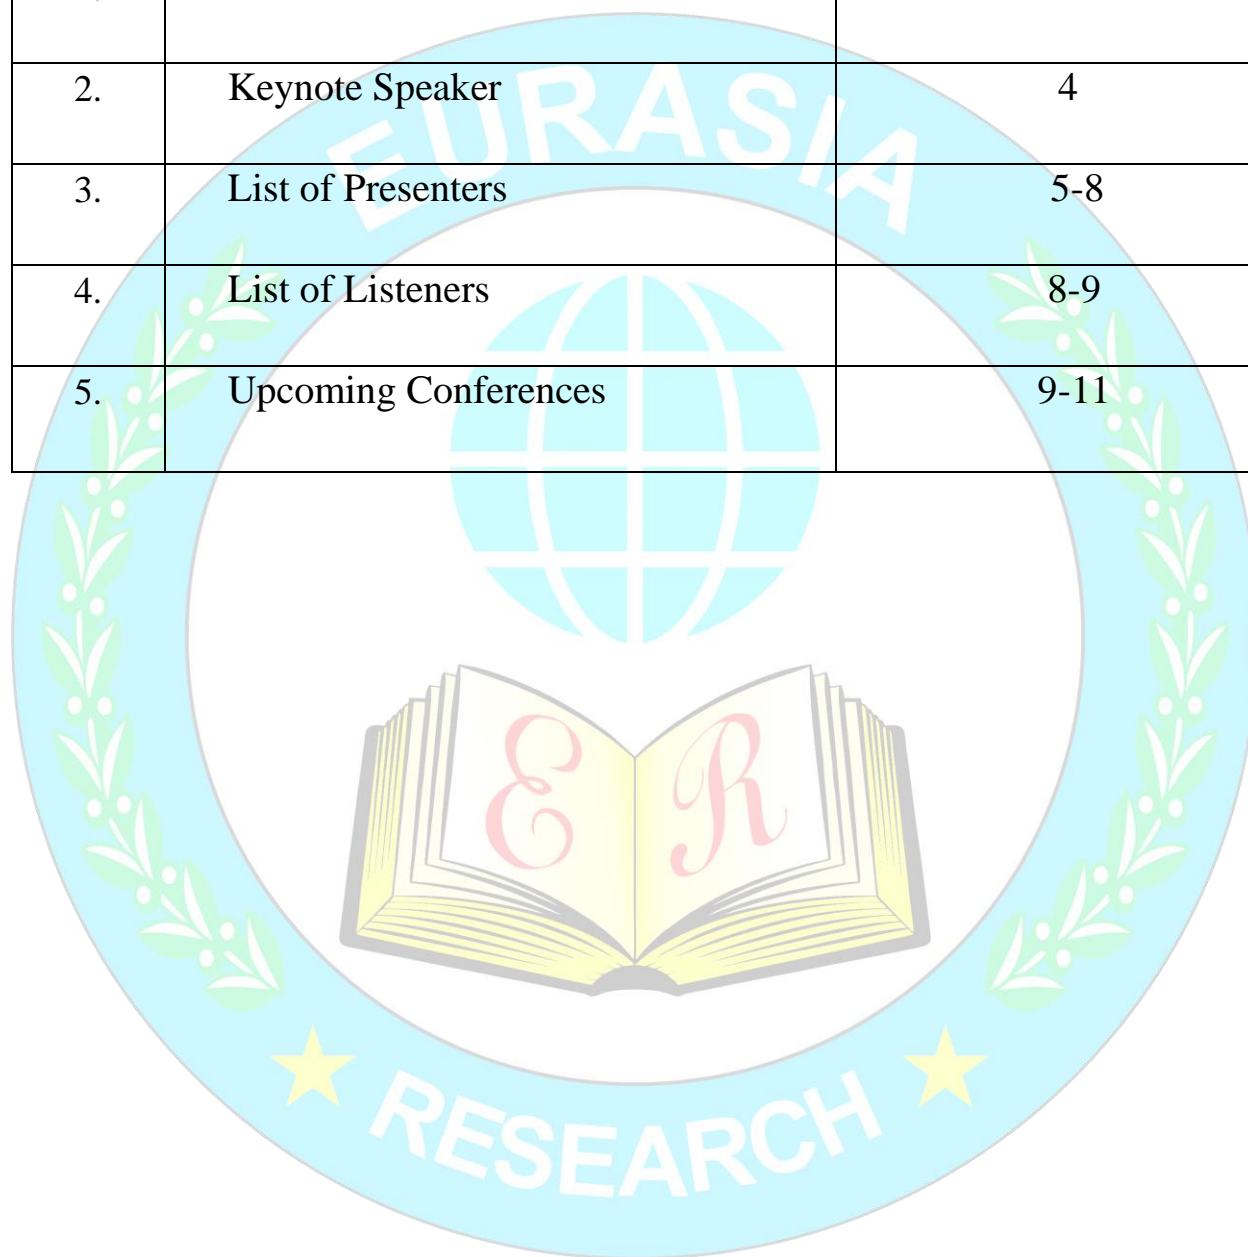 2. Keynote Speaker 4
3. List of Presenters 5-8
4. List of Listeners 8-9
5. Upcoming Conferences 9-11
EURASIA
E R
RESEARCH